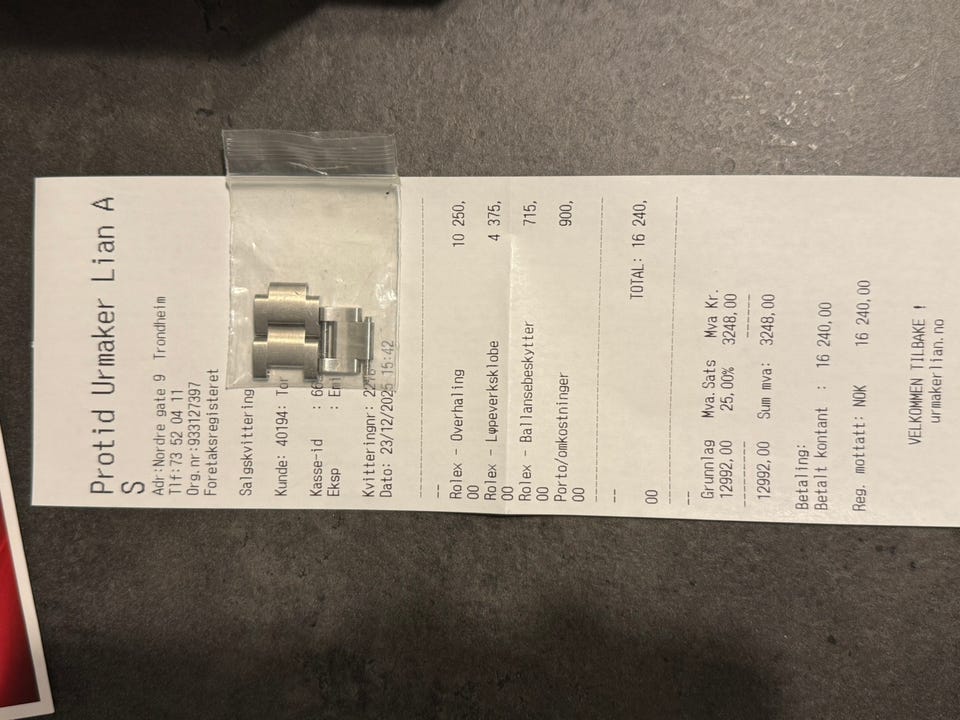 Protid Urmaker Lian A
S
Adr:Nordre gate 9 Trondheim
Tlf:73 52 04 11
Org.nr:933127397
Foretaksregisteret
Salgskvittering
Kunde: 40194: Tor
Kasse-id :
Eksp :
Kvitteringnr:
Dato: 23/12/2025 15:42
--
Rolex - Overhaling 10 250,
00
Rolex - Løpeverksklobe 4 375,
00
Rolex - Ballansebeskytter 715,
00
Porto/omkostninger 900,
00
--
TOTAL: 16 240,
00
--
Grunnlag Mva.Sats Mva Kr.
12992,00 25,00% 3248,00
12992,00 Sum mva: 3248,00
Betaling:
Betalt kontant : 16 240,00
Reg. mottatt: NOK 16 240,00
VELKOMMEN TILBAKE !
urmakerlian.no